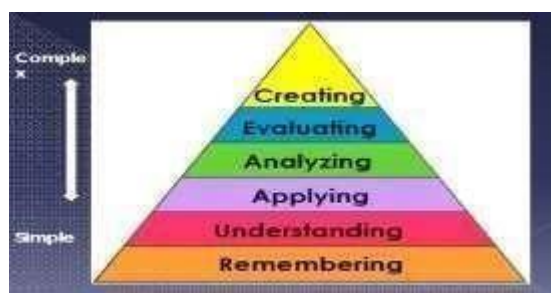 Comple
x
Creating
Evaluating
Analyzing
Applying
Simple
Understanding
Remembering